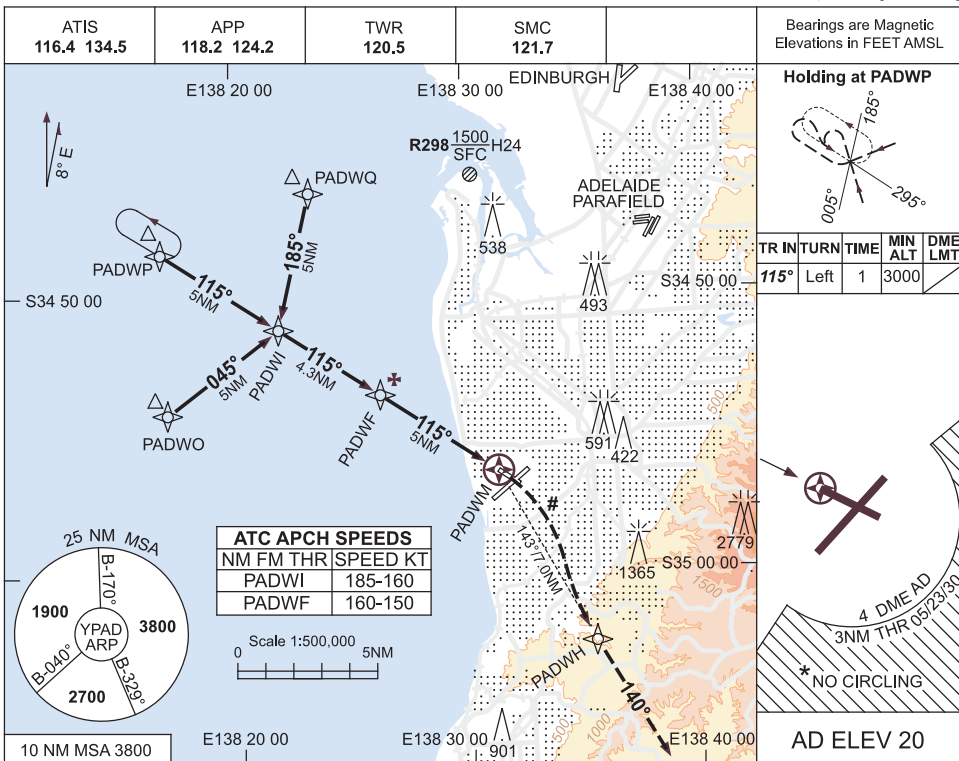 ATIS
116.4 134.5
APP
118.2 124.2
TWR
120.5
SMC
121.7
Bearings are Magnetic
Elevations in FEET AMSL
EDINBURGH
E138 20 00
E138 30 00
E138 40 00
8° E
R298 1500 H24
SFC
PADWQ
ADELAIDE
PARAFIELD
538
185°
5NM
PADWP
115°
5NM
493
S34 50 00
S34 50 00
PADWI
115°
4.3NM
045°
5NM
PADWO
PADWF
115°
5NM
500
591
422
PADWM
#
143°/7.0NM
2779
1365
S35 00 00
1500
PADWH
140°
25 NM MSA
B-170°
1900
3800
YPAD
ARP
B-040°
B-329°
2700
10 NM MSA 3800
ATC APCH SPEEDS
NM FM THR SPEED KT
PADWI 185-160
PADWF 160-150
Scale 1:500,000
0 5NM
500
1000
901
E138 20 00
E138 30 00
E138 40 00
Holding at PADWP
185°
005°
295°
TR IN TURN TIME MIN ALT DME LMT
115° Left 1 3000
4 DME AD
3NM THR 05/23/30
*NO CIRCLING
AD ELEV 20